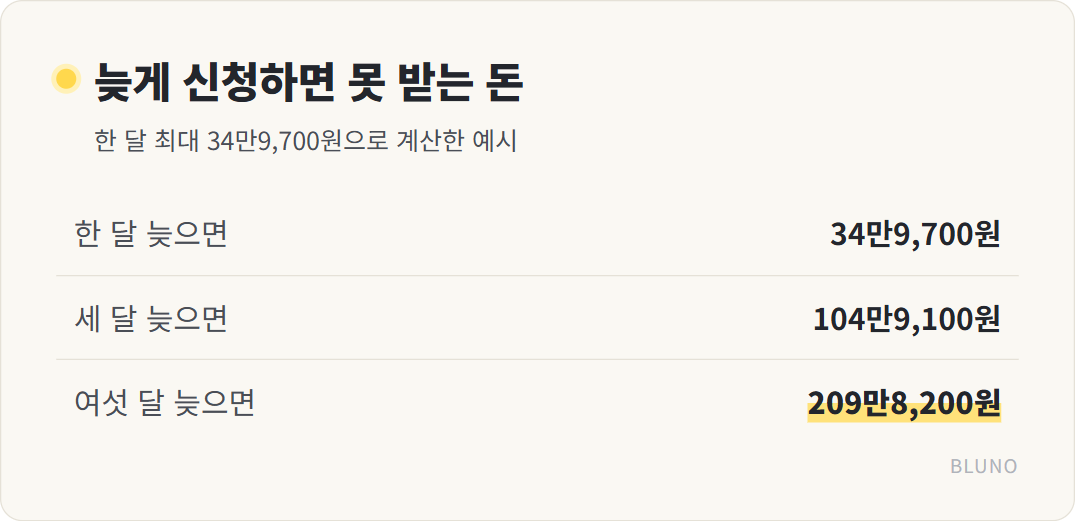 늦게 신청하면 못 받는 돈
한 달 최대 34만9,700원으로 계산한 예시
한 달 늦으면 34만9,700원
세 달 늦으면 104만9,100원
여섯 달 늦으면 209만8,200원
BLUNO